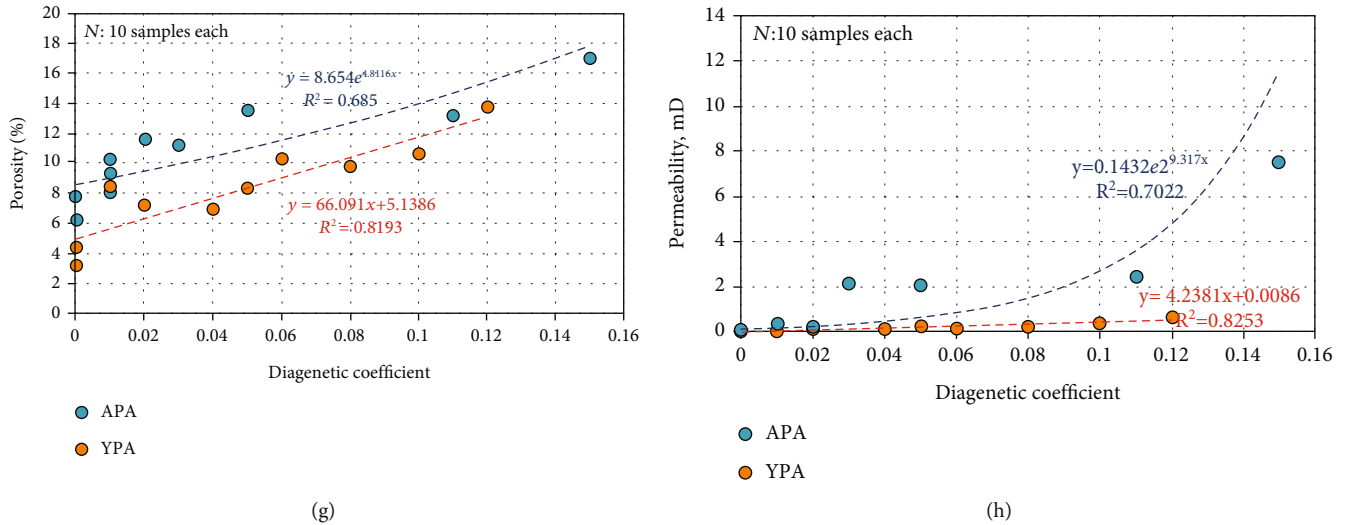 N: 10 samples each
20
18
16
14
12
10
8
6
4
2
0
Porosity (%)
y = 8.654e^4.8116x
R² = 0.685
y = 66.091x+5.1386
R² = 0.8193
0
0.02
0.04
0.06
0.08
0.1
0.12
0.14
0.16
Diagenetic coefficient
APA
YPA
(g)
N:10 samples each
14
12
10
8
6
4
2
0
Permeability, mD
y=0.1432e2^9.317x
R²=0.7022
y= 4.2381x+0.0086
R²=0.8253
0
0.02
0.04
0.06
0.08
0.1
0.12
0.14
0.16
Diagenetic coefficient
APA
YPA
(h)